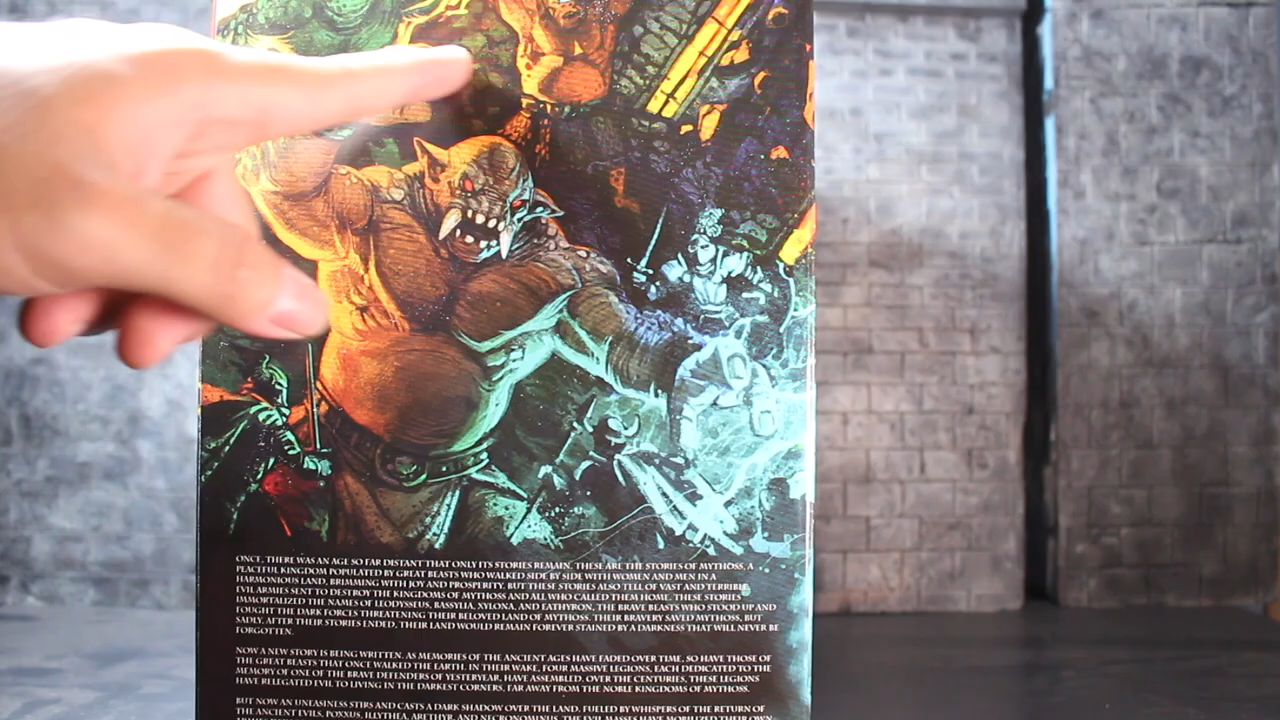 ONCE, THERE WAS AN AGE SO FAR DISTANT THAT ONLY ITS STORIES REMAIN. THESE ARE THE STORIES OF MYTHOSS, A
PEACEFUL KINGDOM POPULATED BY GREAT BEASTS WHO WALKED SIDE BY SIDE WITH WOMEN AND MEN IN A
HARMONIOUS LAND, BRIMMING WITH JOY AND PROSPERITY. BUT THESE STORIES ALSO TELL OF VAST AND TERRIBLE
EVIL ARMIES SENT TO DESTROY THE KINGDOMS OF MYTHOSS AND ALL WHO CALLED THEM HOME. THESE STORIES
IMMORTALIZED THE NAMES OF LEODYSSEUS, BASSYLIA, XYLONA, AND EATHYRON, THE BRAVE BEASTS WHO STOOD UP AND
FOUGHT THE DARK FORCES THREATENING THEIR BELOVED LAND OF MYTHOSS. THEIR BRAVERY SAVED MYTHOSS, BUT
SADLY, AFTER THEIR STORIES ENDED, THEIR LAND WOULD REMAIN FOREVER STAINED BY A DARKNESS THAT WILL NEVER BE
FORGOTTEN.
NOW A NEW STORY IS BEING WRITTEN. AS MEMORIES OF THE ANCIENT AGES HAVE FADED OVER TIME, SO HAVE THOSE OF
THE GREAT BEASTS THAT ONCE WALKED THE EARTH. IN THEIR WAKE, FOUR MASSIVE LEGIONS, EACH DEDICATED TO THE
MEMORY OF ONE OF THE BRAVE DEFENDERS OF YESTERYEAR, HAVE ASSEMBLED. OVER THE CENTURIES, THESE LEGIONS
HAVE RELEGATED EVIL TO LIVING IN THE DARKEST CORNERS, FAR AWAY FROM THE NOBLE KINGDOMS OF MYTHOSS.
BUT NOW AN UNEASINESS STIRS AND CASTS A DARK SHADOW OVER THE LAND. FUELED BY WHISPERS OF THE RETURN OF
THE ANCIENT EVILS, POXXUS, ILLYTHEA, ARETHYR, AND NECRONOMINUS, THE EVIL MASSES HAVE MOBILIZED THEIR OWN